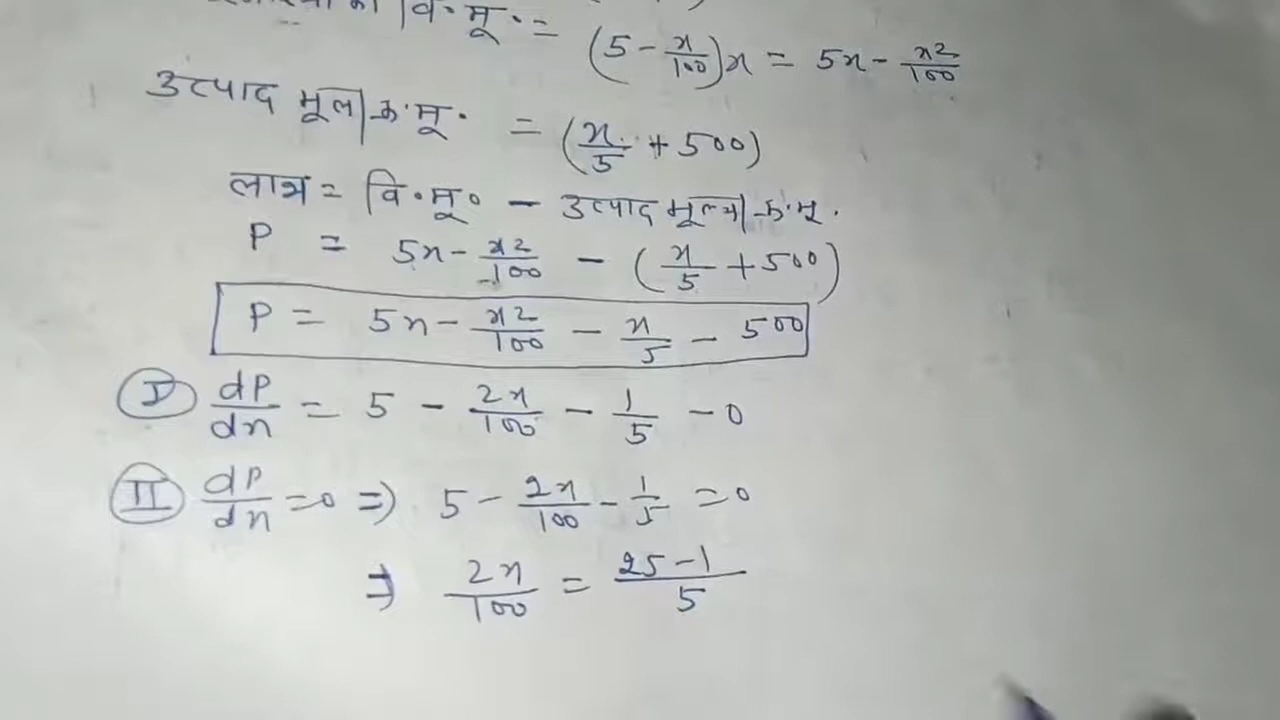 वि.मू. = (5 - x/100)x = 5x - x²/100
उत्पाद मूल्य/क.मू. = (x/5 + 500)
लाभ = वि.मू. - उत्पाद मूल्य/क.मू.
P = 5x - x²/100 - (x/5 + 500)
P = 5x - x²/100 - x/5 - 500
I dP/dx = 5 - 2x/100 - 1/5 - 0
II dP/dx = 0 ⇒ 5 - 2x/100 - 1/5 = 0
⇒ 2x/100 = (25-1)/5